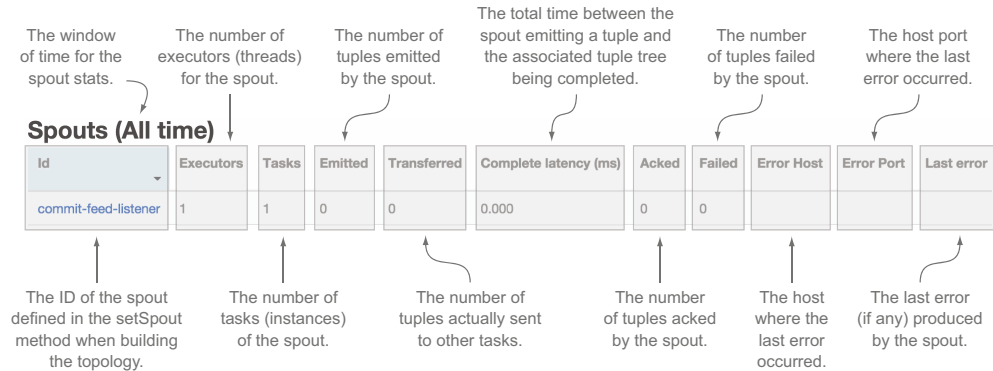 The window
of time for the
spout stats.
The number of
executors (threads)
for the spout.
The number of
tuples emitted
by the spout.
The total time between the
spout emitting a tuple and
the associated tuple tree
being completed.
The number
of tuples failed
by the spout.
The host port
where the last
error occurred.
Spouts (All time)
Id Executors Tasks Emitted Transferred Complete latency (ms) Acked Failed Error Host Error Port Last error
commit-feed-listener 1 1 0 0 0.000 0 0
The ID of the spout
defined in the setSpout
method when building
the topology.
The number of
tasks (instances)
of the spout.
The number of
tuples actually sent
to other tasks.
The number
of tuples acked
by the spout.
The host
where the
last error
occurred.
The last error
(if any) produced
by the spout.